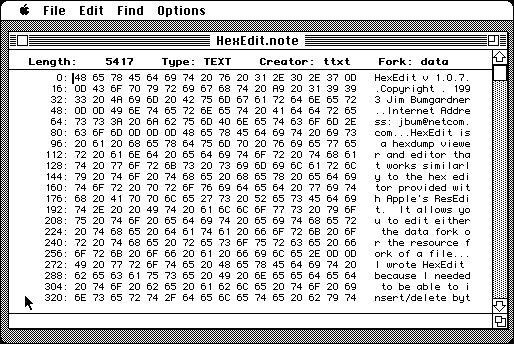 File Edit Find Options
HexEdit.note
Length: 5417 Type: TEXT Creator: ttxt Fork: data
0: 48 65 78 45 64 69 74 20 76 20 31 2E 30 2E 37 0D HexEdit v 1.0.7.
16: 0D 43 6F 70 79 72 69 67 68 74 20 A9 20 31 39 39 .Copyright . 199
32: 33 20 4A 69 6D 20 42 75 6D 67 61 72 64 6E 65 72 3 Jim Bumgardner
48: 0D 0D 49 6E 74 65 72 6E 65 74 20 41 64 64 72 65 ..Internet Addre
64: 73 73 3A 20 6A 62 75 6D 40 6E 65 74 63 6F 6D 2E ss: jbum@netcom.
80: 63 6F 6D 0D 0D 0D 48 65 78 45 64 69 74 20 69 73 com...HexEdit is
96: 20 61 20 68 65 78 64 75 6D 70 20 76 69 65 77 65 a hexdump viewe
112: 72 20 61 6E 64 20 65 64 69 74 6F 72 20 74 68 61 r and editor tha
128: 74 20 77 6F 72 6B 73 20 73 69 6D 69 6C 61 72 6C t works similarl
144: 79 20 74 6F 20 74 68 65 20 68 65 78 20 65 64 69 y to the hex edi
160: 74 6F 72 20 70 72 6F 76 69 64 65 64 20 77 69 74 tor provided wit
176: 68 20 41 70 70 6C 65 27 73 20 52 65 73 45 64 69 h Apple's ResEdi
192: 74 2E 20 20 49 74 20 61 6C 6C 6F 77 73 20 79 6F t.  It allows yo
208: 75 20 74 6F 20 65 64 69 74 20 65 69 74 68 65 72 u to edit either
224: 20 74 68 65 20 64 61 74 61 20 66 6F 72 6B 20 6F the data fork o
240: 72 20 74 68 65 20 72 65 73 6F 75 72 63 65 20 66 r the resource f
256: 6F 72 6B 20 6F 66 20 61 20 66 69 6C 65 2E 0D 0D ork of a file...
272: 49 20 77 72 6F 74 65 20 48 65 78 45 64 69 74 20 I wrote HexEdit
288: 62 65 63 61 75 73 65 20 49 20 6E 65 65 64 65 64 because I needed
304: 20 74 6F 20 62 65 20 61 62 6C 65 20 74 6F 20 69 to be able to i
320: 6E 73 65 72 74 2F 64 65 6C 65 74 65 20 62 79 74 nsert/delete byt